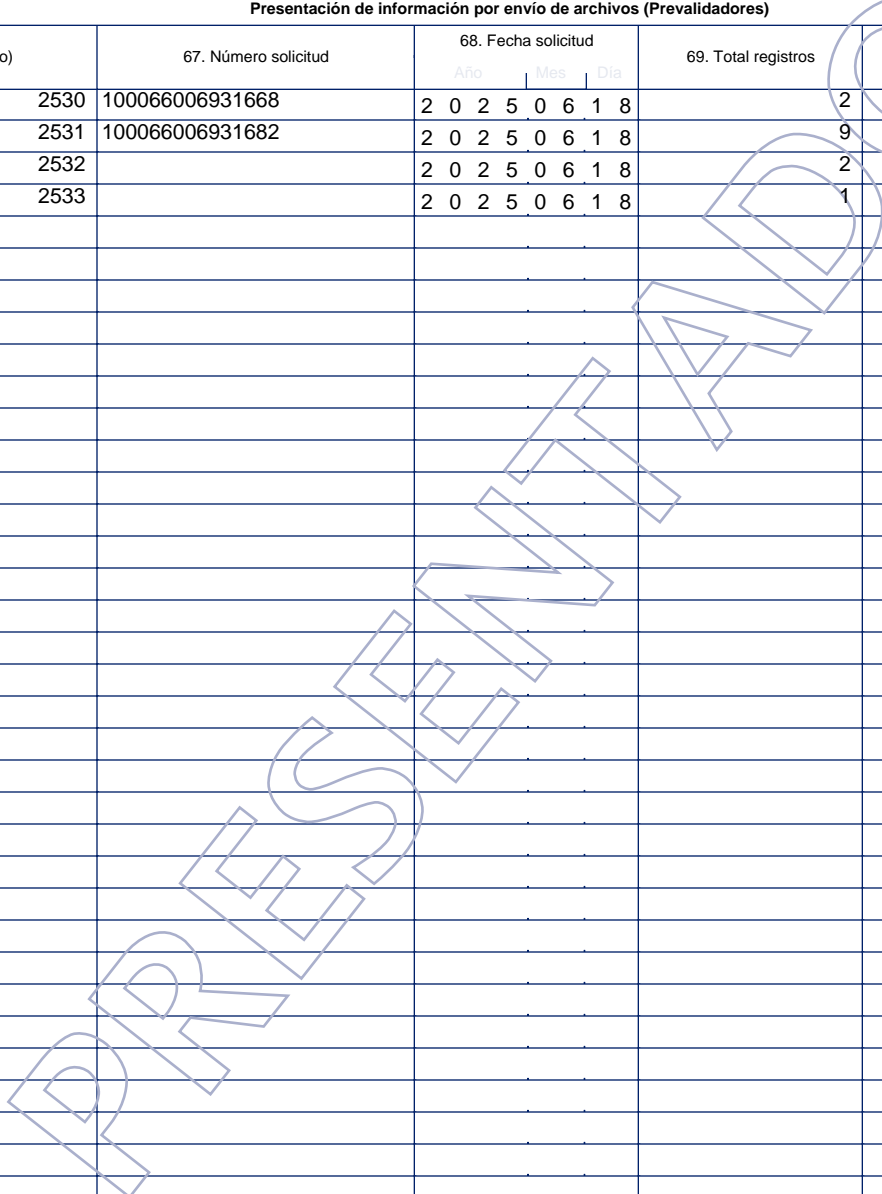 Presentación de información por envío de archivos (Prevalidadores)
o) 67. Número solicitud 68. Fecha solicitud 69. Total registros
Año Mes Día
2530 100066006931668 2 0 2 5 0 6 1 8 2
2531 100066006931682 2 0 2 5 0 6 1 8 9
2532 2 0 2 5 0 6 1 8 2
2533 2 0 2 5 0 6 1 8 1
PRESENTADO